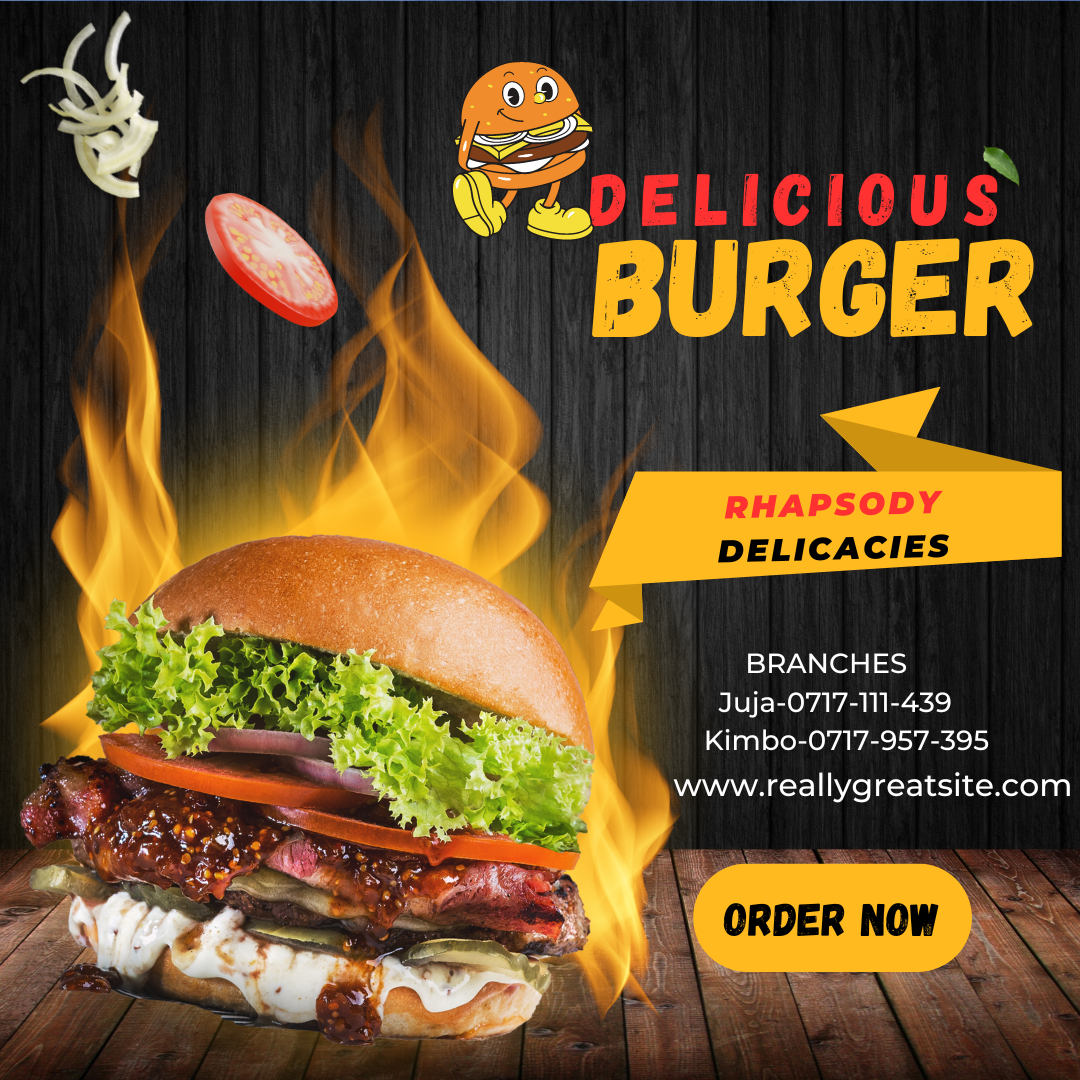 DELICIOUS
BURGER
RHAPSODY
DELICACIES
BRANCHES
Juja-0717-111-439
Kimbo-0717-957-395
www.reallygreatsite.com
ORDER NOW